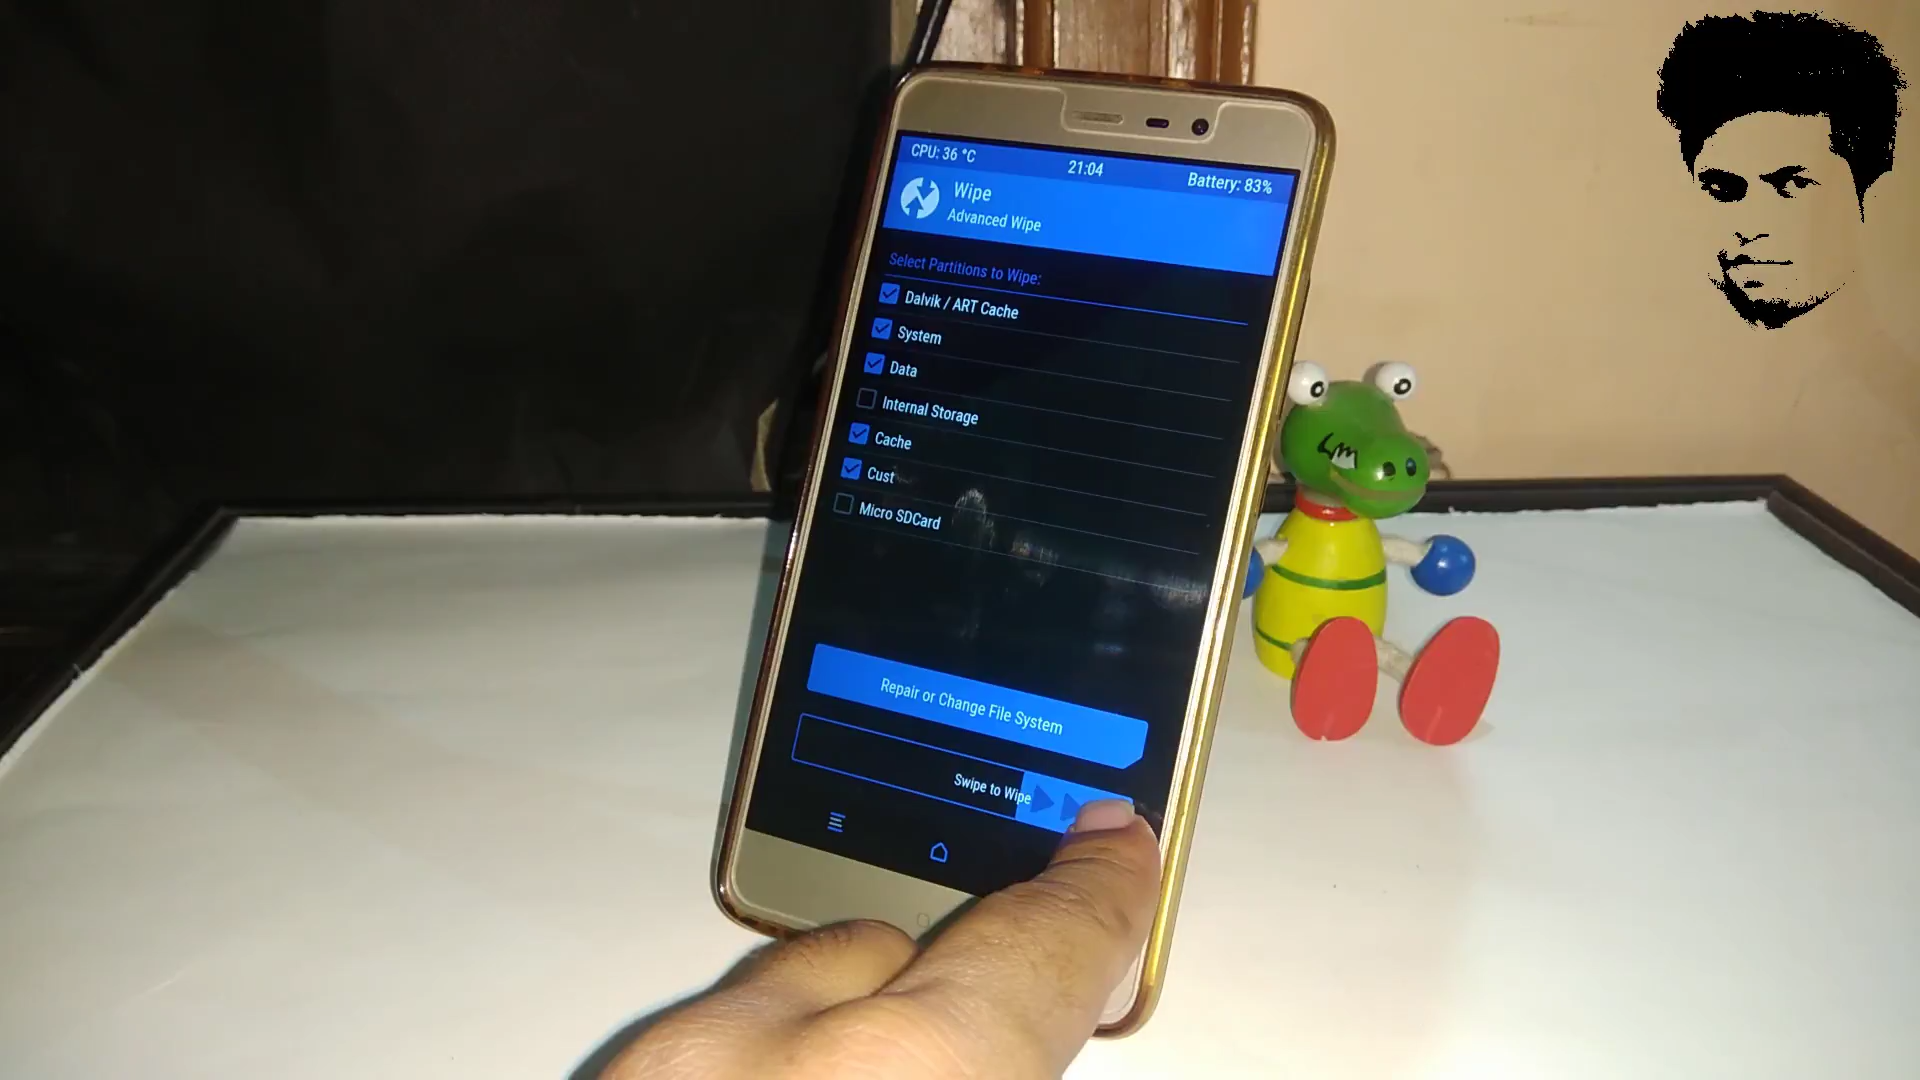 CPU: 36 °C 21:04 Battery: 83%
Wipe
Advanced Wipe
Select Partitions to Wipe:
Dalvik / ART Cache
System
Data
Internal Storage
Cache
Cust
Micro SDCard
Repair or Change File System
Swipe to Wipe